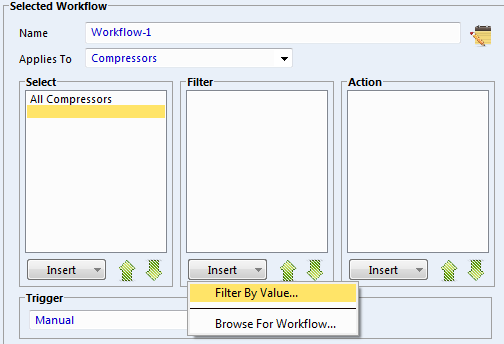 Selected Workflow
Name Workflow-1
Applies To Compressors
Select Filter Action
All Compressors
Insert Insert Insert
Trigger
Filter By Value...
Manual
Browse For Workflow...